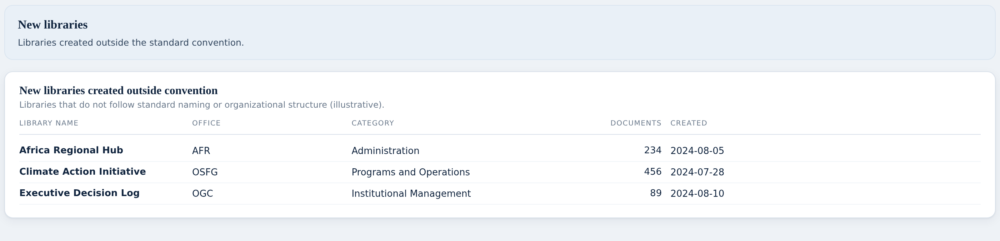 New libraries
Libraries created outside the standard convention.
New libraries created outside convention
Libraries that do not follow standard naming or organizational structure (illustrative).
LIBRARY NAME OFFICE CATEGORY DOCUMENTS CREATED
Africa Regional Hub AFR Administration 234 2024-08-05
Climate Action Initiative OSFG Programs and Operations 456 2024-07-28
Executive Decision Log OGC Institutional Management 89 2024-08-10